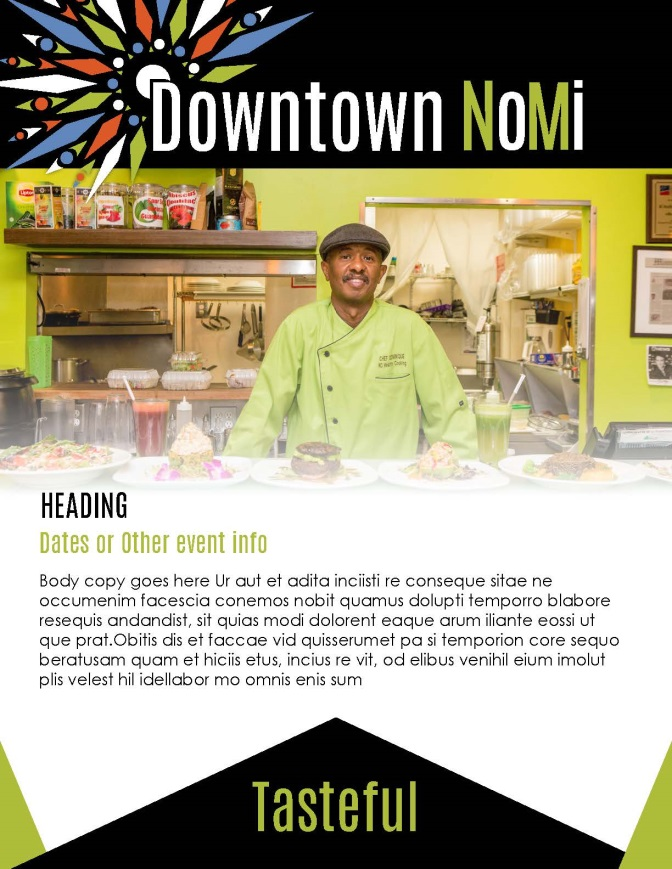 Downtown NoMi
HEADING
Dates or Other event info
Body copy goes here Ur aut et adita inciisti re conseque sitae ne
occumenim facescia conemos nobit quamus dolupti temporro blabore
resequis andandist, sit quias modi dolorent eaque arum iliante eossi ut
que prat.Obitis dis et faccae vid quisserumet pa si temporion core sequo
beratusam quam et hiciis etus, incius re vit, od elibus venihil eium imolut
plis velest hil idellabor mo omnis enis sum
Tasteful